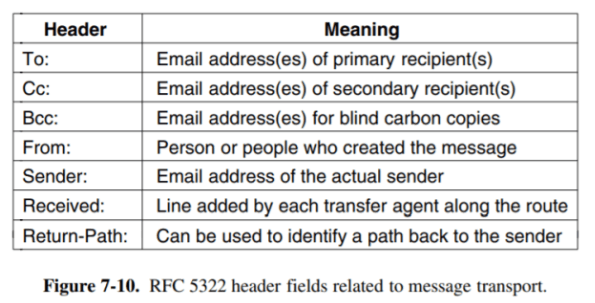 Header Meaning
To: Email address(es) of primary recipient(s)
Cc: Email address(es) of secondary recipient(s)
Bcc: Email address(es) for blind carbon copies
From: Person or people who created the message
Sender: Email address of the actual sender
Received: Line added by each transfer agent along the route
Return-Path: Can be used to identify a path back to the sender
Figure 7-10. RFC 5322 header fields related to message transport.